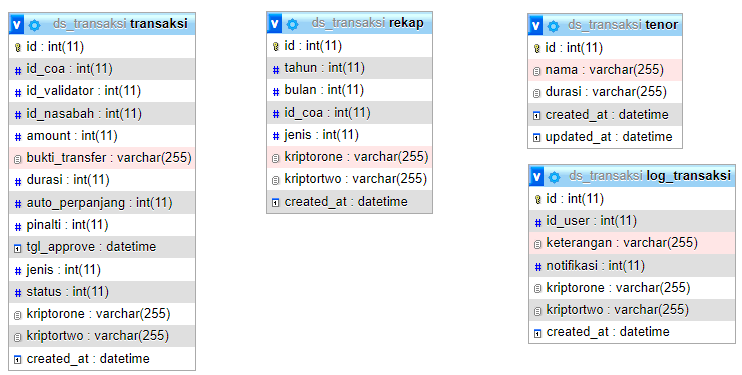 ds_transaksi transaksi
id : int(11)
id_coa : int(11)
id_validator : int(11)
id_nasabah : int(11)
amount : int(11)
bukti_transfer : varchar(255)
durasi : int(11)
auto_perpanjang : int(11)
pinalti : int(11)
tgl_approve : datetime
jenis : int(11)
status : int(11)
kriptorone : varchar(255)
kriptortwo : varchar(255)
created_at : datetime
ds_transaksi rekap
id : int(11)
tahun : int(11)
bulan : int(11)
id_coa : int(11)
jenis : int(11)
kriptorone : varchar(255)
kriptortwo : varchar(255)
created_at : datetime
ds_transaksi tenor
id : int(11)
nama : varchar(255)
durasi : varchar(255)
created_at : datetime
updated_at : datetime
ds_transaksi log_transaksi
id : int(11)
id_user : int(11)
keterangan : varchar(255)
notifikasi : int(11)
kriptorone : varchar(255)
kriptortwo : varchar(255)
created_at : datetime